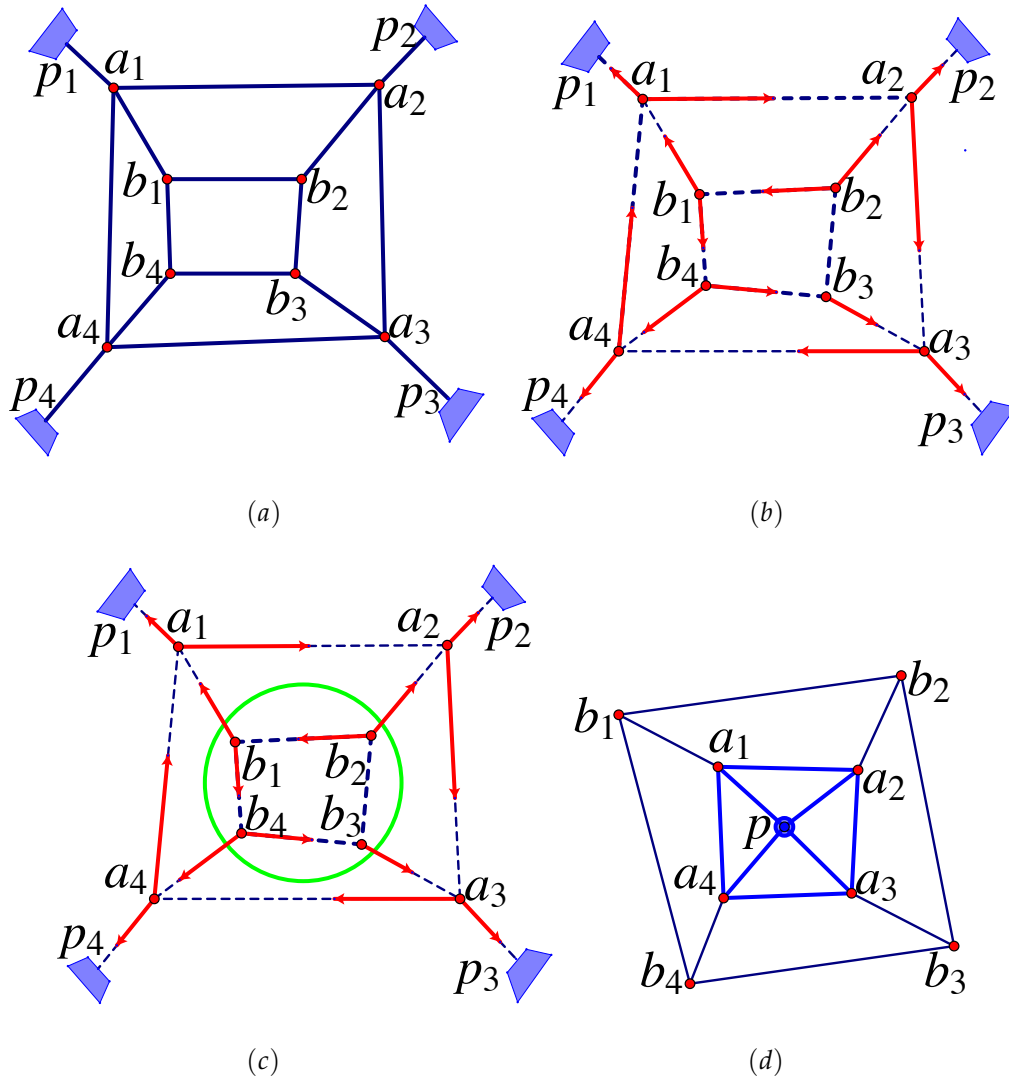 p₁ a₁ p₂ a₂
b₁ b₂
b₄ b₃
a₄ a₃
p₄ p₃
(a)
p₁ a₁ a₂ p₂
b₁ b₂
b₄ b₃
a₄ a₃
p₄ p₃
(b)
p₁ a₁ a₂ p₂
b₁ b₂
b₄ b₃
a₄ a₃
p₄ p₃
(c)
b₁ b₂
a₁ a₂
p
a₄ a₃
b₄ b₃
(d)